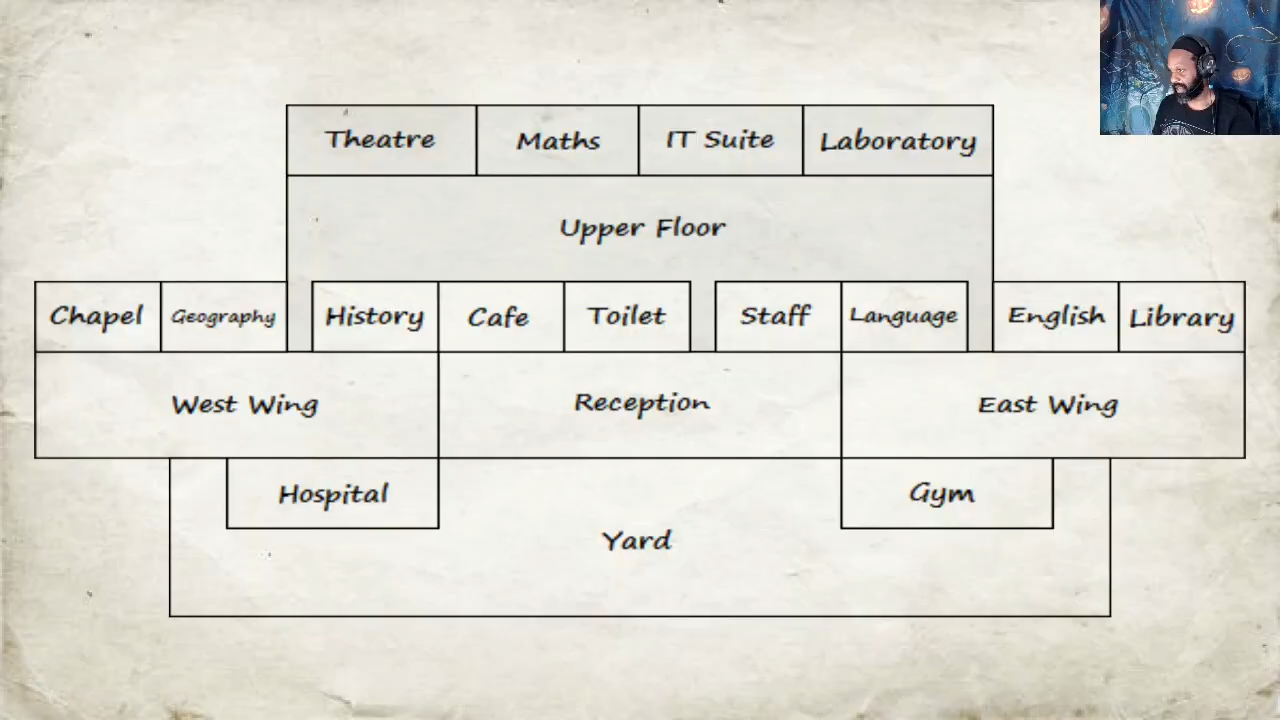 Theatre
Maths
IT Suite
Laboratory
Upper Floor
Chapel
Geography
History
Cafe
Toilet
Staff
Language
English
Library
West Wing
Reception
East Wing
Hospital
Gym
Yard